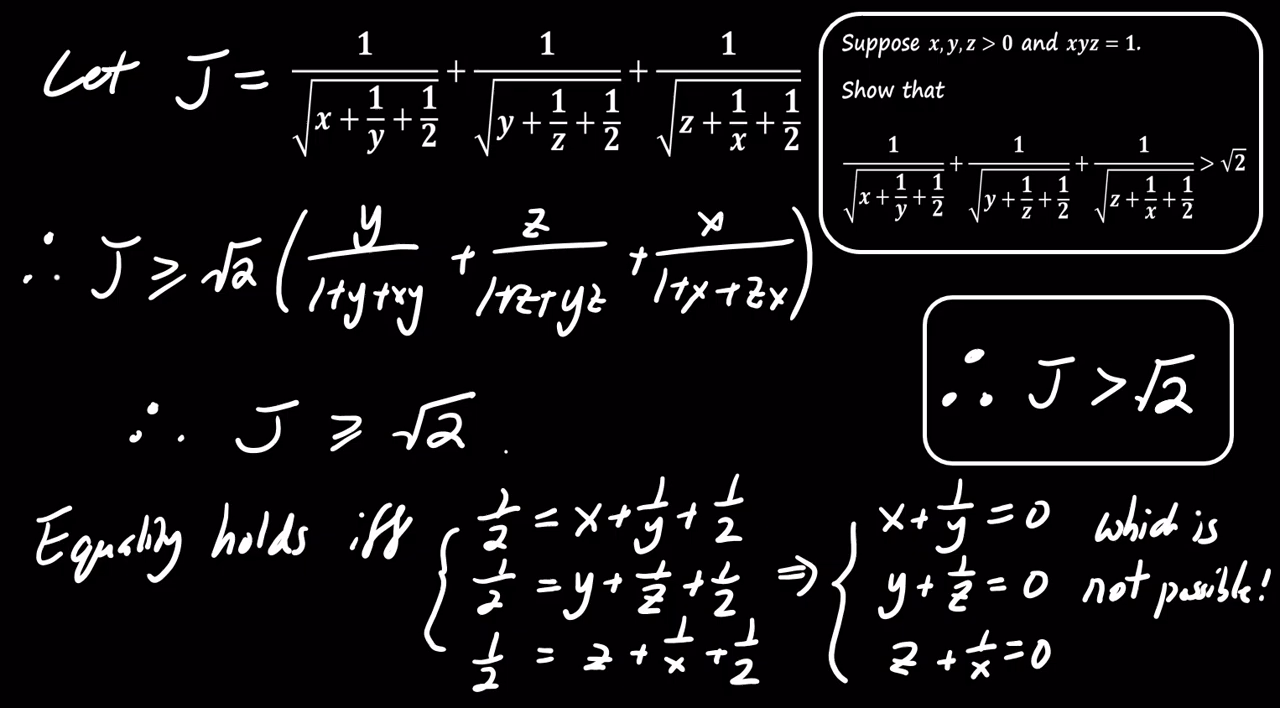 Let J = 1/√(x + 1/y + 1/2) + 1/√(y + 1/z + 1/2) + 1/√(z + 1/x + 1/2)
Suppose x, y, z > 0 and xyz = 1.
Show that
1/√(x + 1/y + 1/2) + 1/√(y + 1/z + 1/2) + 1/√(z + 1/x + 1/2) > √2
∴ J ≥ √2 ( y/(1+y+xy) + z/(1+z+yz) + x/(1+x+zx) )
∴ J ≥ √2.
∴ J > √2
Equality holds iff { 1/2 = x + 1/y + 1/2 ⇒ { x + 1/y = 0 which is
1/2 = y + 1/z + 1/2 y + 1/z = 0 not possible!
1/2 = z + 1/x + 1/2 z + 1/x = 0